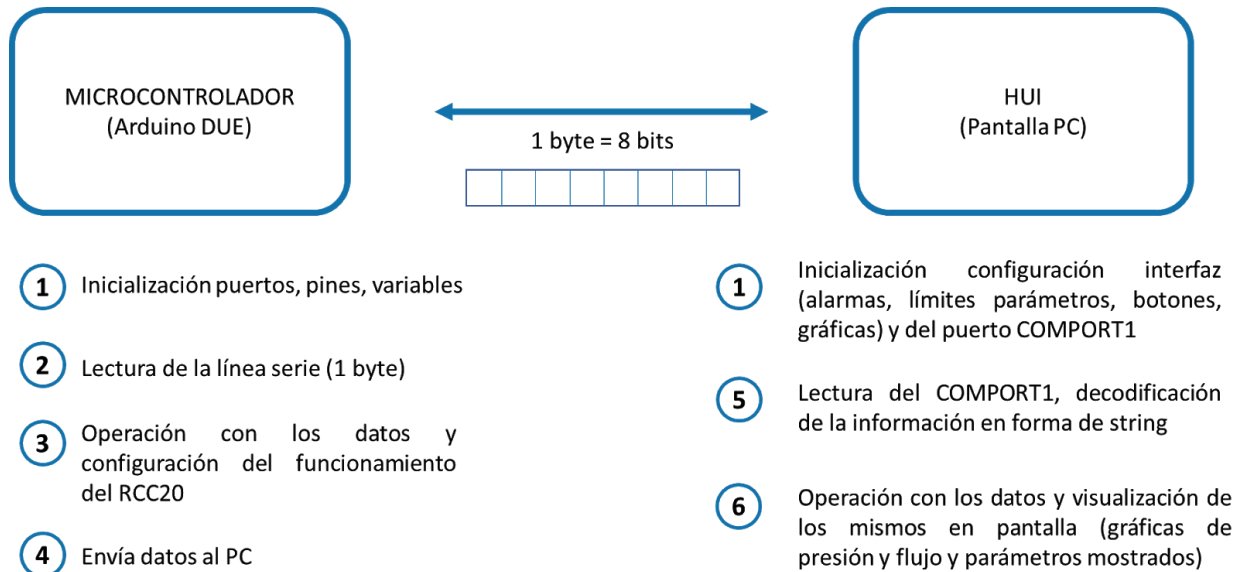 MICROCONTROLADOR
(Arduino DUE)
1 byte = 8 bits
HUI
(Pantalla PC)
1 Inicialización puertos, pines, variables
2 Lectura de la línea serie (1 byte)
3 Operación con los datos y
configuración del funcionamiento
del RCC20
4 Envía datos al PC
1 Inicialización configuración interfaz
(alarmas, límites parámetros, botones,
gráficas) y del puerto COMPORT1
5 Lectura del COMPORT1, decodificación
de la información en forma de string
6 Operación con los datos y visualización de
los mismos en pantalla (gráficas de
presión y flujo y parámetros mostrados)